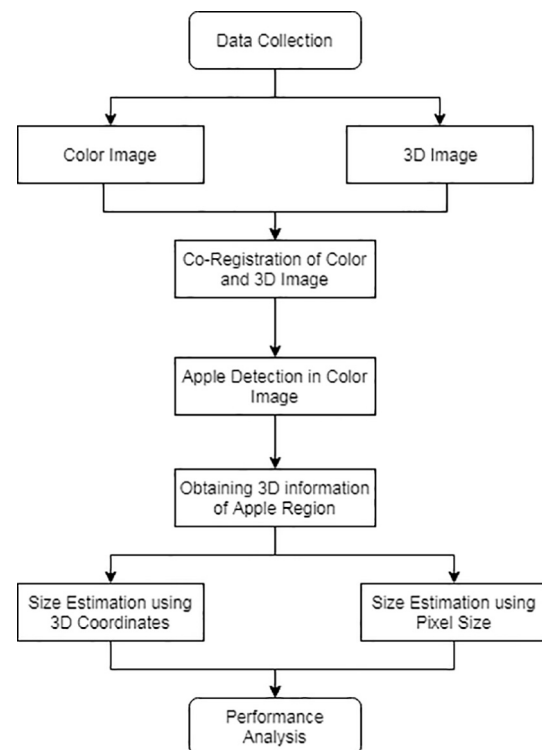 Data Collection
Color Image
3D Image
Co-Registration of Color
and 3D Image
Apple Detection in Color
Image
Obtaining 3D information
of Apple Region
Size Estimation using
3D Coordinates
Size Estimation using
Pixel Size
Performance
Analysis